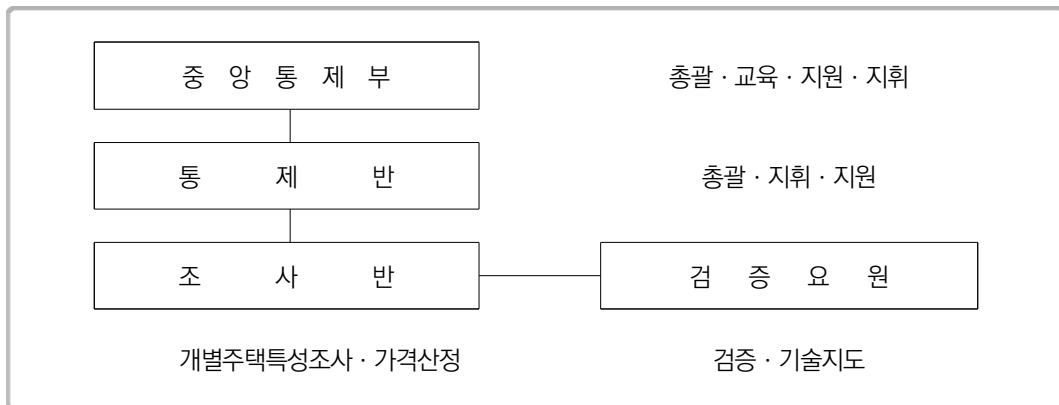 중 앙 통 제 부
총괄 · 교육 · 지원 · 지휘
통 제 반
총괄 · 지휘 · 지원
조 사 반
검 증 요 원
개별주택특성조사 · 가격산정
검증 · 기술지도